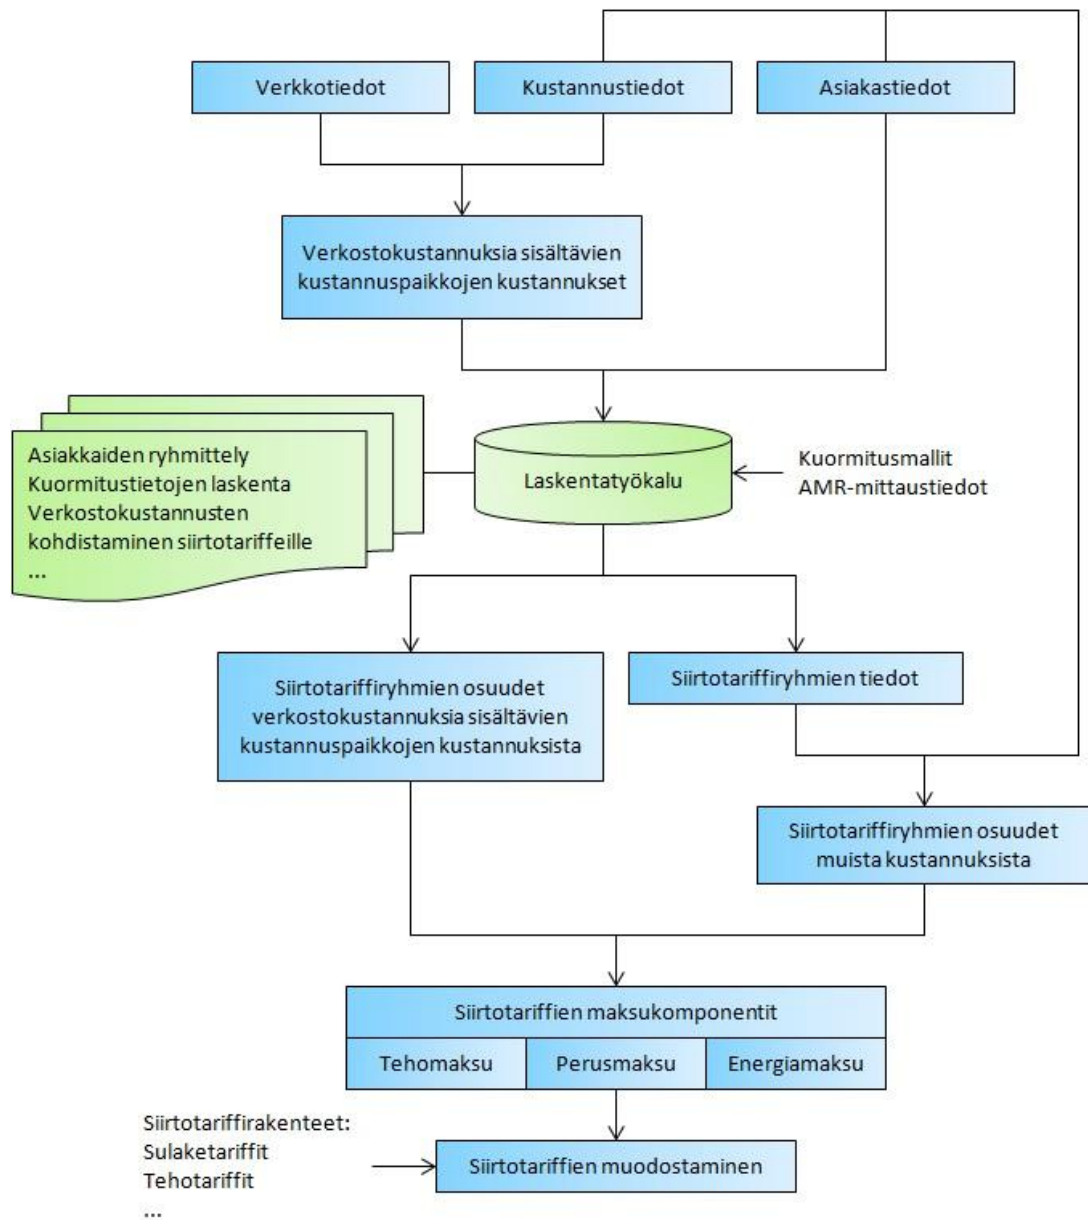 Verkkotiedot
Kustannustiedot
Asiakastiedot
Verkostokustannuksia sisältävien
kustannuspaikkojen kustannukset
Asiakkaiden ryhmittely
Kuormitustietojen laskenta
Verkostokustannusten
kohdistaminen siirtotariffeille
...
Laskentatyökalu
Kuormitusmallit
AMR-mittaustiedot
Siirtotariffiryhmien osuudet
verkostokustannuksia sisältävien
kustannuspaikkojen kustannuksista
Siirtotariffiryhmien tiedot
Siirtotariffiryhmien osuudet
muista kustannuksista
Siirtotariffien maksukomponentit
Tehomaksu
Perusmaksu
Energiamaksu
Siirtotariffirakenteet:
Sulaketariffit
Tehotariffit
...
Siirtotariffien muodostaminen